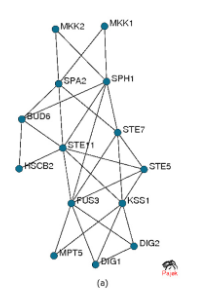 MKK2 MKK1
SPA2 SPH1
BUD6
STE7
STE11
HSCB2 STE5
FUS3 KSS1
DIG2
MPT5 DIG1
Pajek
(a)